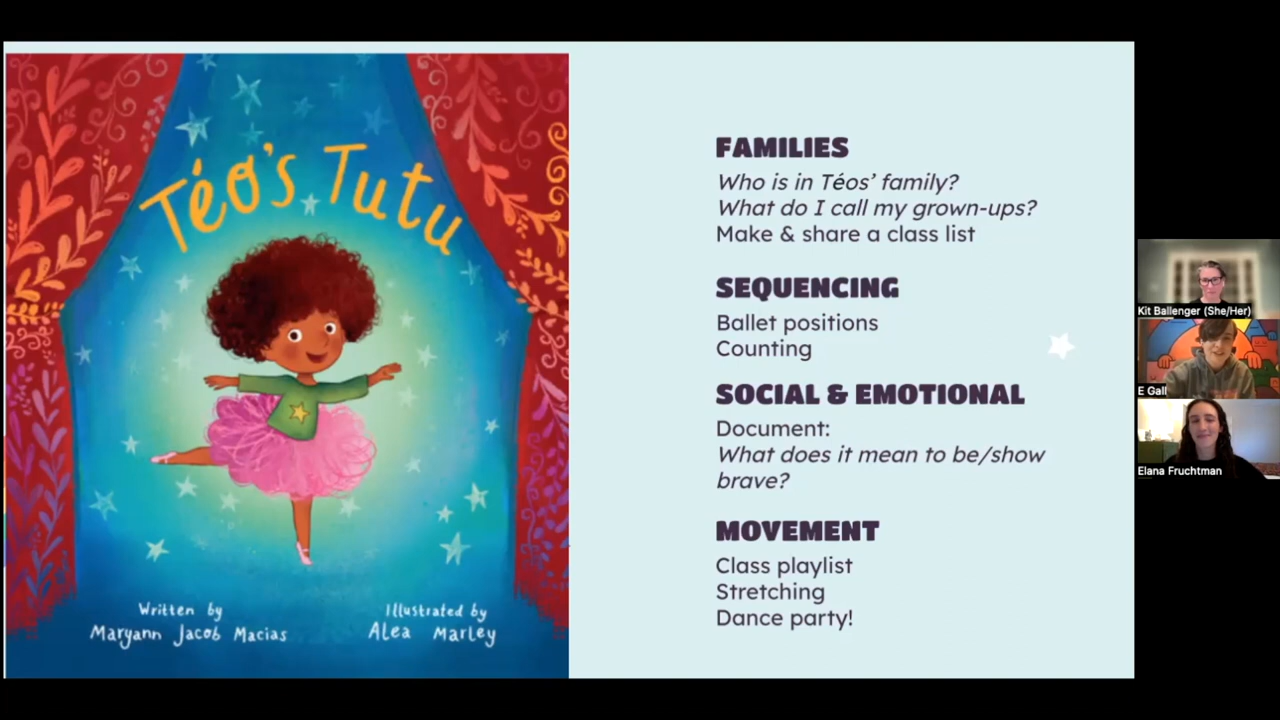 Téo's Tutu
Written by
Maryann Jacob Macias
Illustrated by
Alea Marley
FAMILIES
Who is in Téos' family?
What do I call my grown-ups?
Make & share a class list
SEQUENCING
Ballet positions
Counting
SOCIAL & EMOTIONAL
Document:
What does it mean to be/show
brave?
MOVEMENT
Class playlist
Stretching
Dance party!
Kit Ballenger (She/Her)
E Gall
Elana Fruchtman